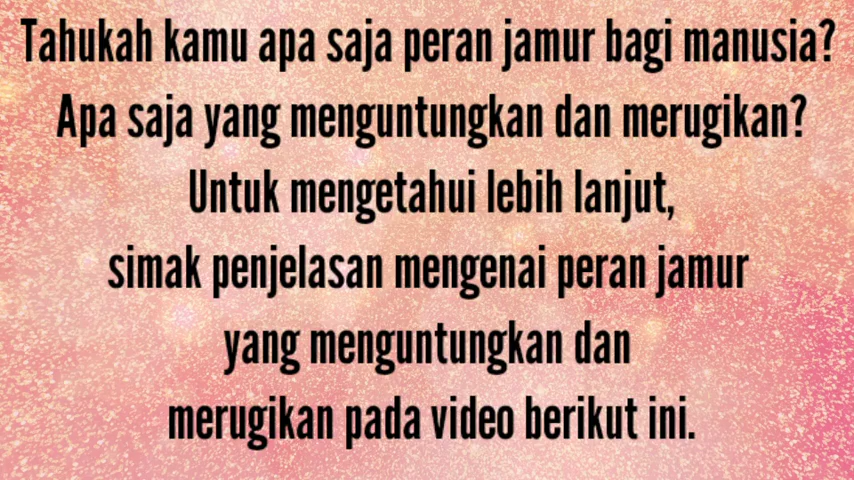 Tahukah kamu apa saja peran jamur bagi manusia?
Apa saja yang menguntungkan dan merugikan?
Untuk mengetahui lebih lanjut,
simak penjelasan mengenai peran jamur
yang menguntungkan dan
merugikan pada video berikut ini.